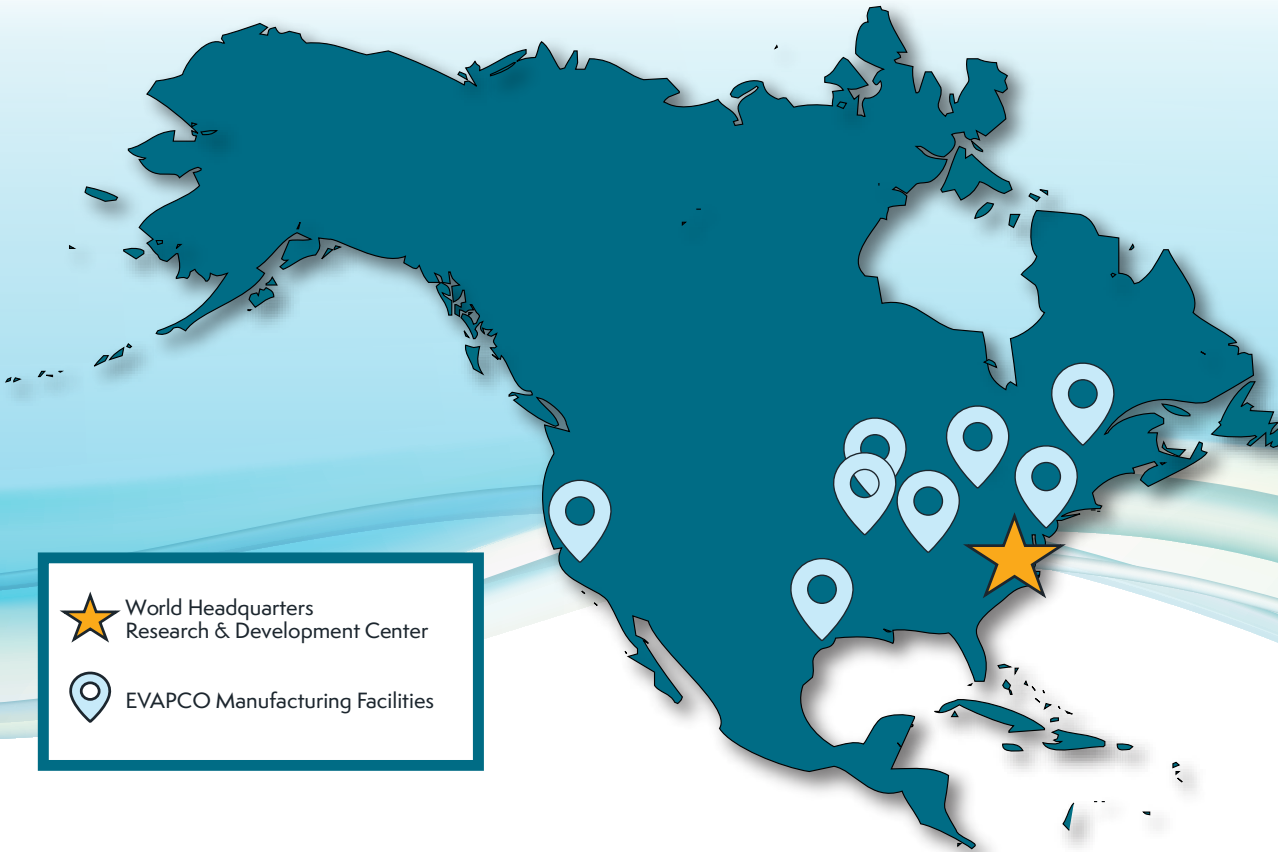 World Headquarters
Research & Development Center
EVAPCO Manufacturing Facilities